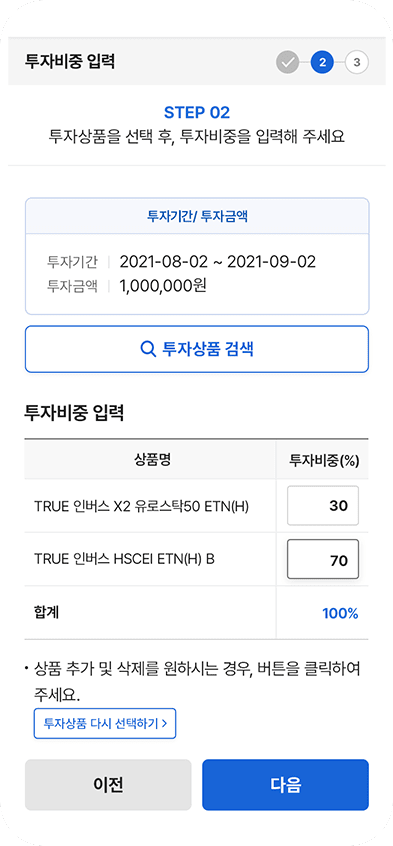 투자비중 입력
2
3
STEP 02
투자상품을 선택 후, 투자비중을 입력해 주세요
투자기간/ 투자금액
투자기간 2021-08-02 ~ 2021-09-02
투자금액 1,000,000원
투자상품 검색
투자비중 입력
상품명 투자비중(%)
TRUE 인버스 X2 유로스탁50 ETN(H) 30
TRUE 인버스 HSCEI ETN(H) B 70
합계 100%
• 상품 추가 및 삭제를 원하시는 경우, 버튼을 클릭하여
주세요.
투자상품 다시 선택하기 >
이전 다음